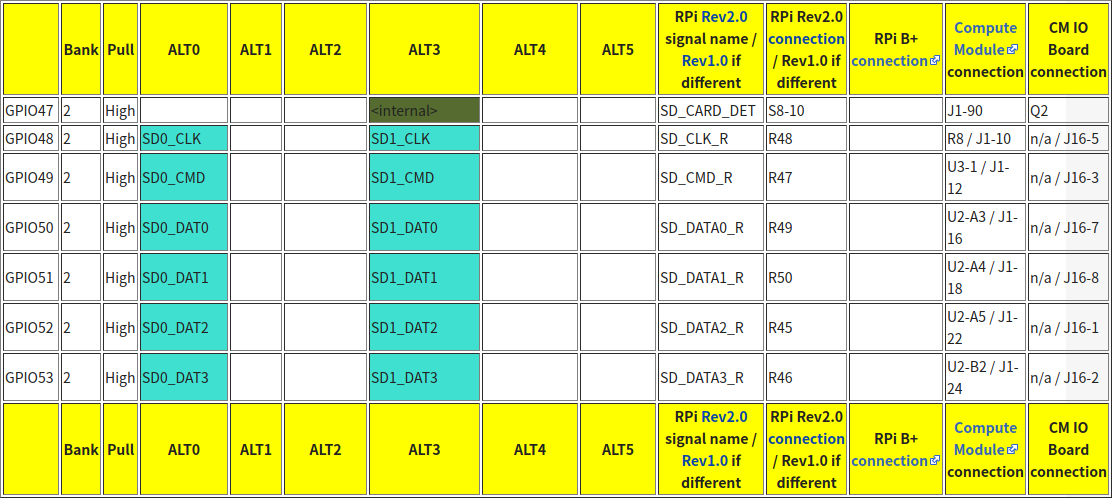 Bank Pull ALT0 ALT1 ALT2 ALT3 ALT4 ALT5 RPi Rev2.0 signal name / Rev1.0 if different RPi Rev2.0 connection / Rev1.0 if different RPi B+ connection Compute Module connection CM IO Board connection
GPIO47 2 High <internal> SD_CARD_DET S8-10 J1-90 Q2
GPIO48 2 High SD0_CLK SD1_CLK SD_CLK_R R48 R8 / J1-10 n/a / J16-5
GPIO49 2 High SD0_CMD SD1_CMD SD_CMD_R R47 U3-1 / J1-12 n/a / J16-3
GPIO50 2 High SD0_DAT0 SD1_DAT0 SD_DATA0_R R49 U2-A3 / J1-16 n/a / J16-7
GPIO51 2 High SD0_DAT1 SD1_DAT1 SD_DATA1_R R50 U2-A4 / J1-18 n/a / J16-8
GPIO52 2 High SD0_DAT2 SD1_DAT2 SD_DATA2_R R45 U2-A5 / J1-22 n/a / J16-1
GPIO53 2 High SD0_DAT3 SD1_DAT3 SD_DATA3_R R46 U2-B2 / J1-24 n/a / J16-2
Bank Pull ALT0 ALT1 ALT2 ALT3 ALT4 ALT5 RPi Rev2.0 signal name / Rev1.0 if different RPi Rev2.0 connection / Rev1.0 if different RPi B+ connection Compute Module connection CM IO Board connection